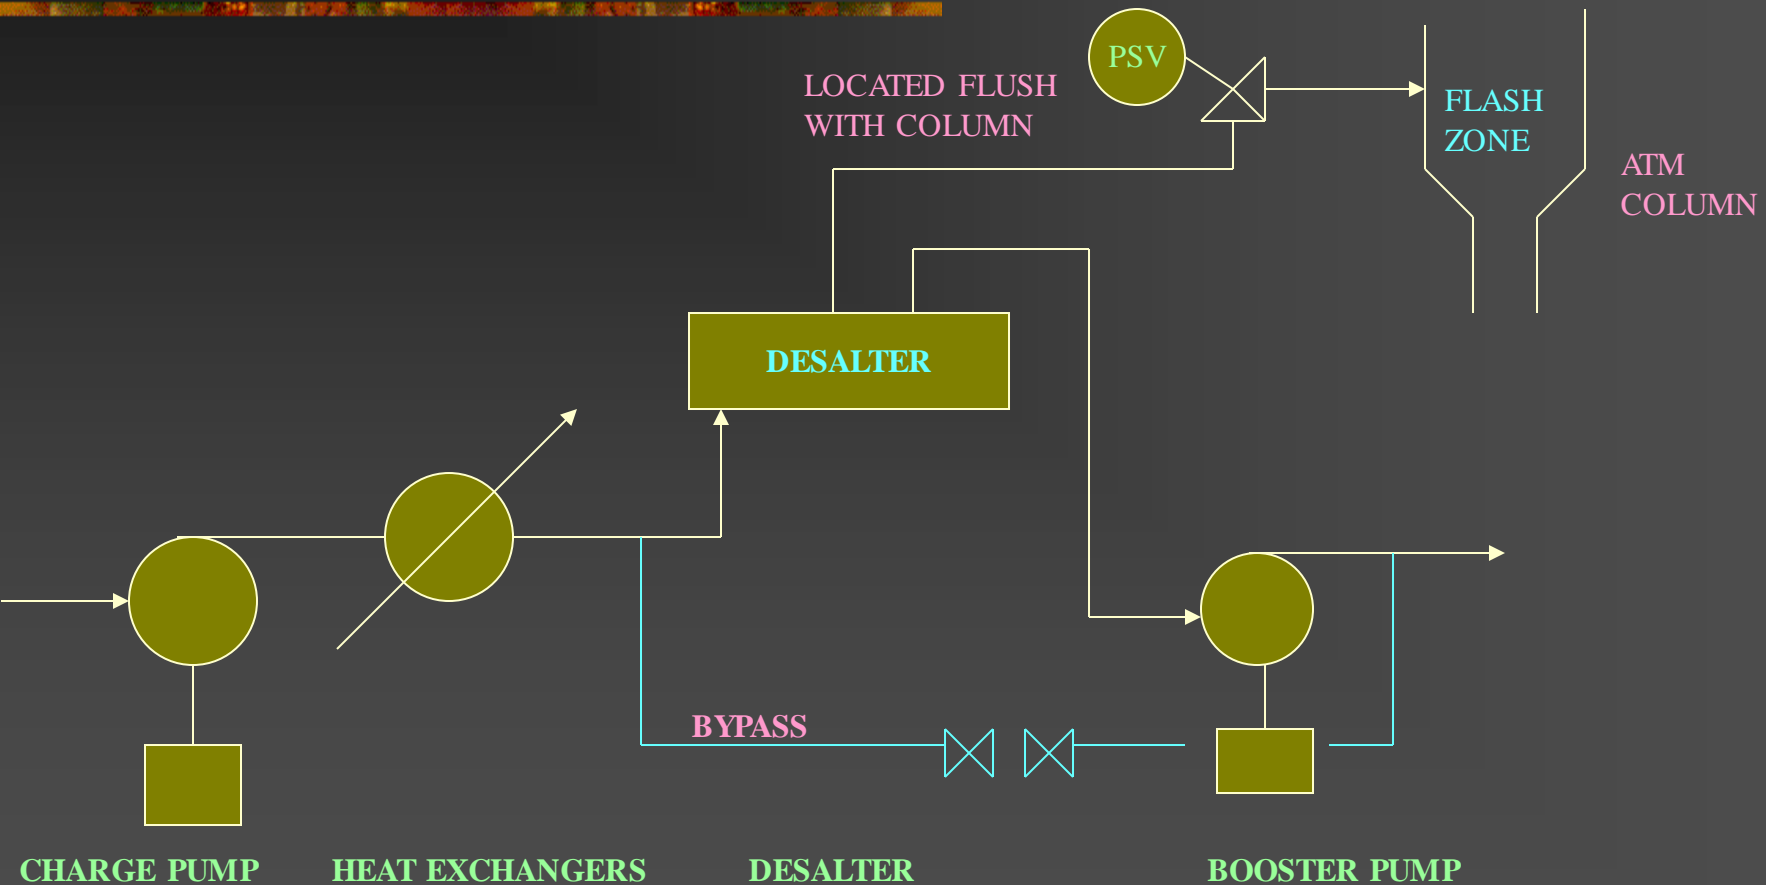 PSV
LOCATED FLUSH
WITH COLUMN
FLASH
ZONE
ATM
COLUMN
DESALTER
BYPASS
CHARGE PUMP
HEAT EXCHANGERS
DESALTER
BOOSTER PUMP